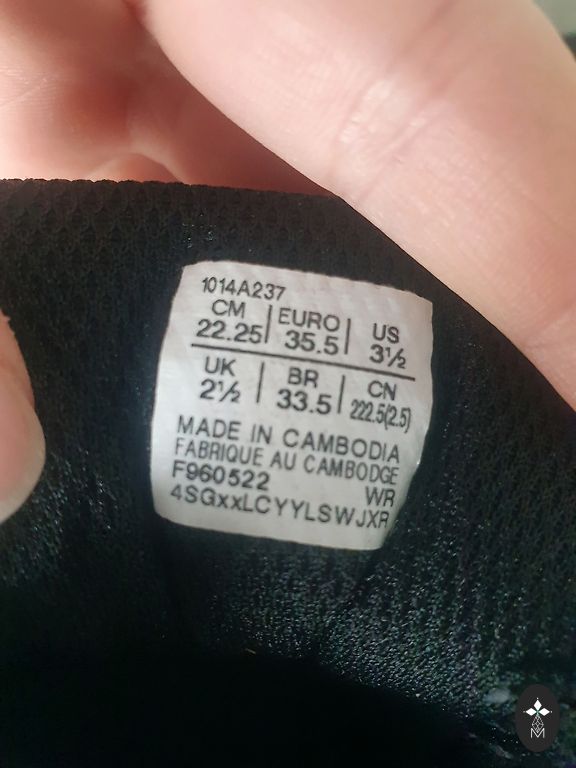 1014A237
CM EURO US
22.25 35.5 3½
UK BR CN
2½ 33.5 222.5(2.5)
MADE IN CAMBODIA
FABRIQUE AU CAMBODGE
F960522 WR
4SGxxLCYYLSWJXR
M